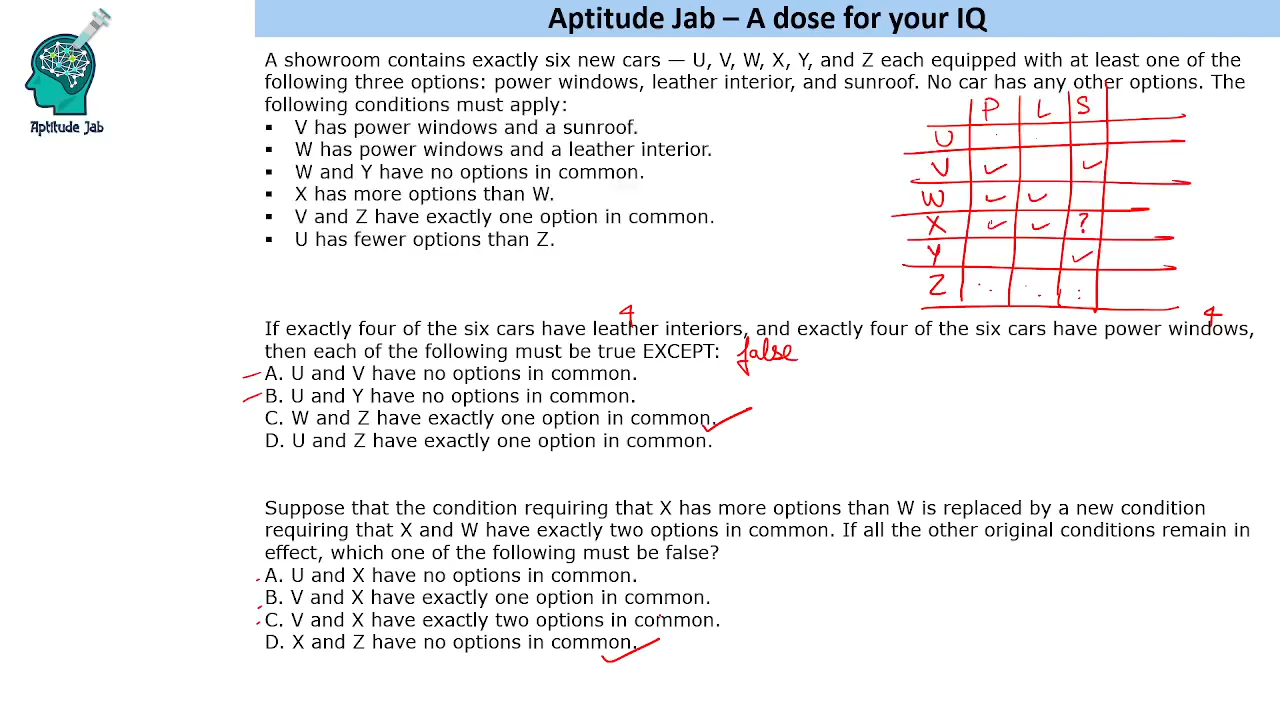 Aptitude Jab – A dose for your IQ
Aptitude Jab
A showroom contains exactly six new cars — U, V, W, X, Y, and Z each equipped with at least one of the
following three options: power windows, leather interior, and sunroof. No car has any other options. The
following conditions must apply:
▪ V has power windows and a sunroof.
▪ W has power windows and a leather interior.
▪ W and Y have no options in common.
▪ X has more options than W.
▪ V and Z have exactly one option in common.
▪ U has fewer options than Z.
P L S
U
V ✓ ✓
W ✓ ✓
X ✓ ✓ ?
Y ✓
Z
4 4
If exactly four of the six cars have leather interiors, and exactly four of the six cars have power windows,
then each of the following must be true EXCEPT: false
A. U and V have no options in common.
B. U and Y have no options in common.
C. W and Z have exactly one option in common. ✓
D. U and Z have exactly one option in common.
Suppose that the condition requiring that X has more options than W is replaced by a new condition
requiring that X and W have exactly two options in common. If all the other original conditions remain in
effect, which one of the following must be false?
A. U and X have no options in common.
B. V and X have exactly one option in common.
C. V and X have exactly two options in common.
D. X and Z have no options in common. ✓